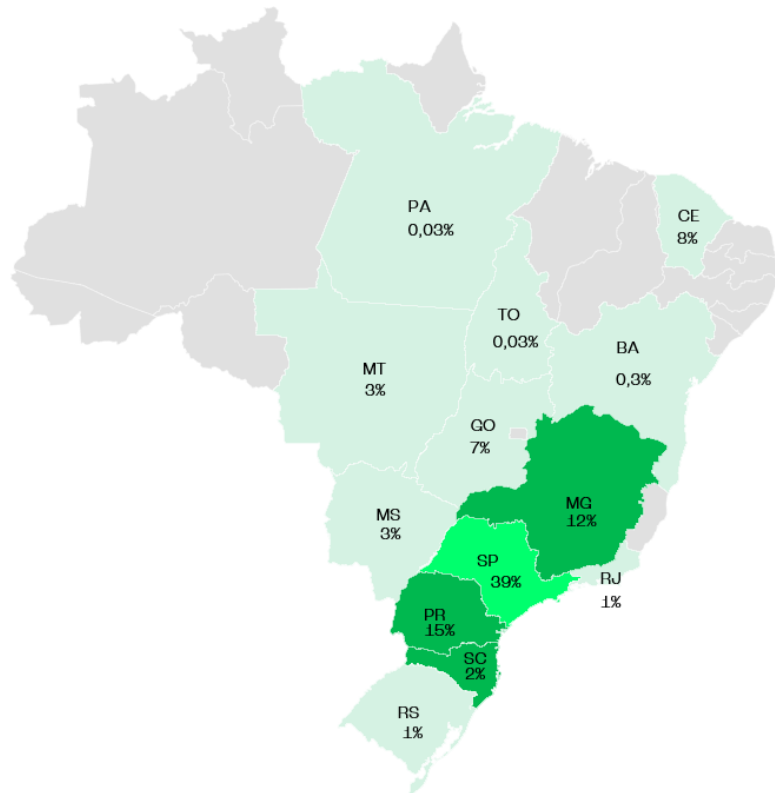 PA
0,03%
CE
8%
TO
0,03%
BA
0,3%
MT
3%
GO
7%
MG
12%
MS
3%
SP
39%
RJ
1%
PR
15%
SC
2%
RS
1%